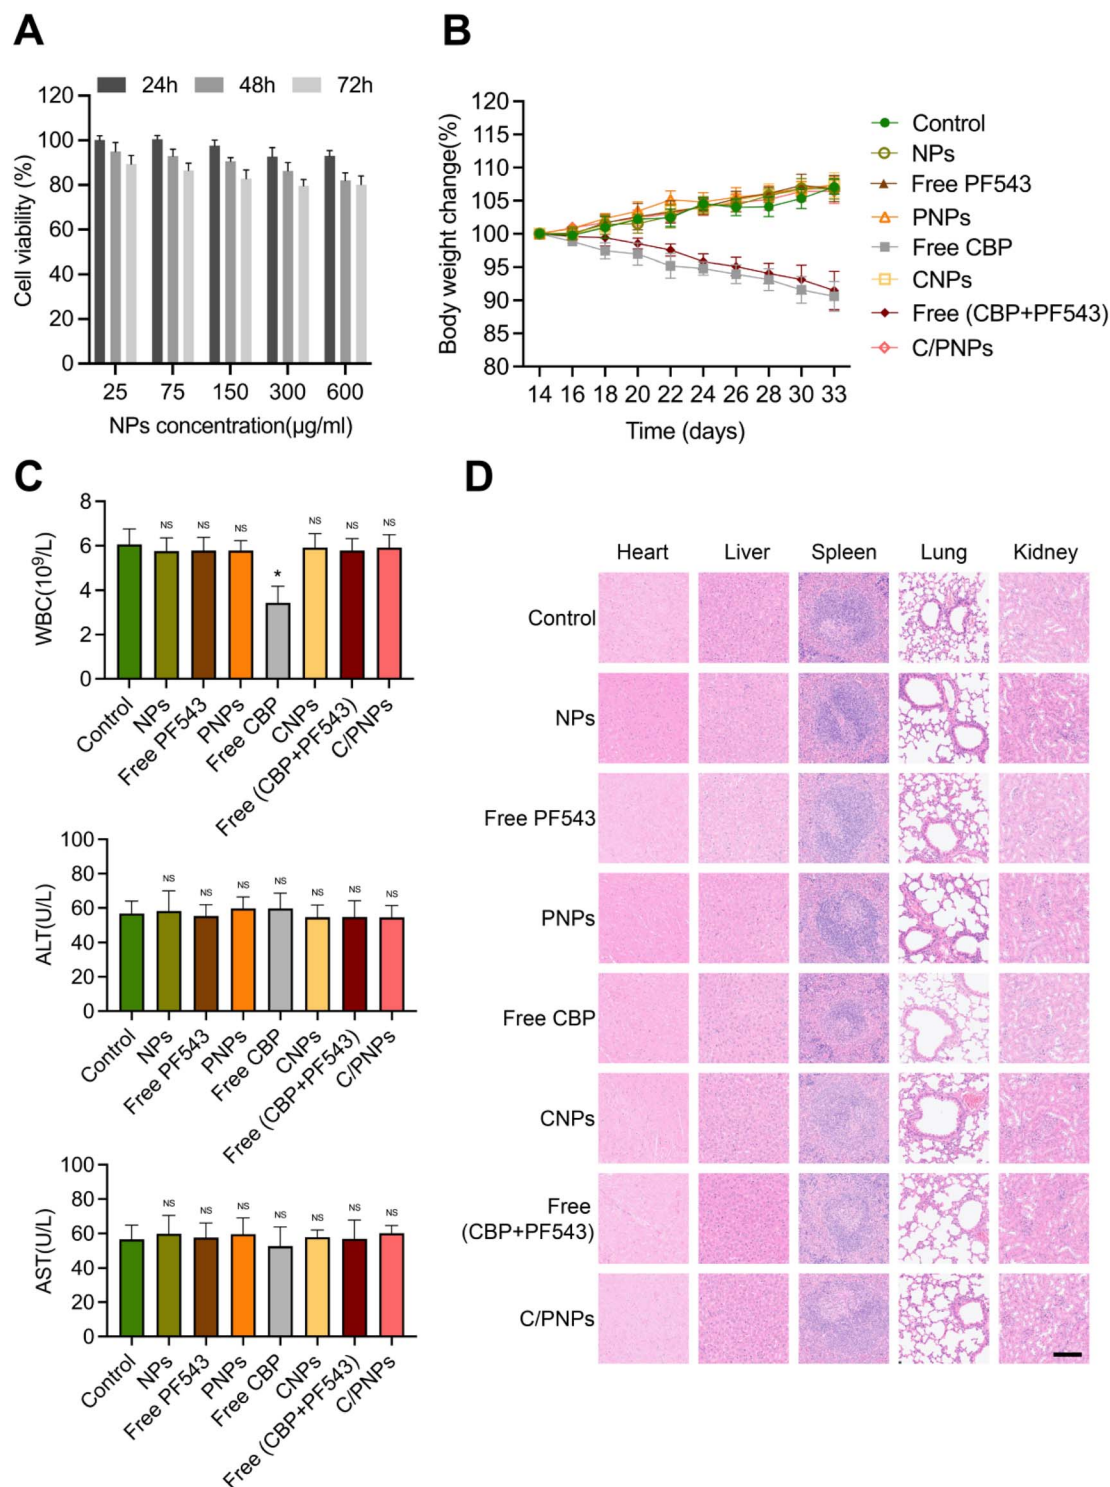 A
24h 48h 72h
120
100
80
60
40
20
0
Cell viability (%)
25 75 150 300 600
NPs concentration(μg/ml)
B
120
115
110
105
100
95
90
85
80
Body weight change(%)
14 16 18 20 22 24 26 28 30 33
Time (days)
Control
NPs
Free PF543
PNPs
Free CBP
CNPs
Free (CBP+PF543)
C/PNPs
C
8
6
4
2
0
WBC(10⁹/L)
NS NS NS * NS NS NS
Control
NPs
Free PF543
PNPs
Free CBP
CNPs
Free (CBP+PF543)
C/PNPs
100
80
60
40
20
0
ALT(U/L)
NS NS NS NS NS NS NS
Control
NPs
Free PF543
PNPs
Free CBP
CNPs
Free (CBP+PF543)
C/PNPs
100
80
60
40
20
0
AST(U/L)
NS NS NS NS NS NS NS
Control
NPs
Free PF543
PNPs
Free CBP
CNPs
Free (CBP+PF543)
C/PNPs
D
Heart Liver Spleen Lung Kidney
Control
NPs
Free PF543
PNPs
Free CBP
CNPs
Free
(CBP+PF543)
C/PNPs